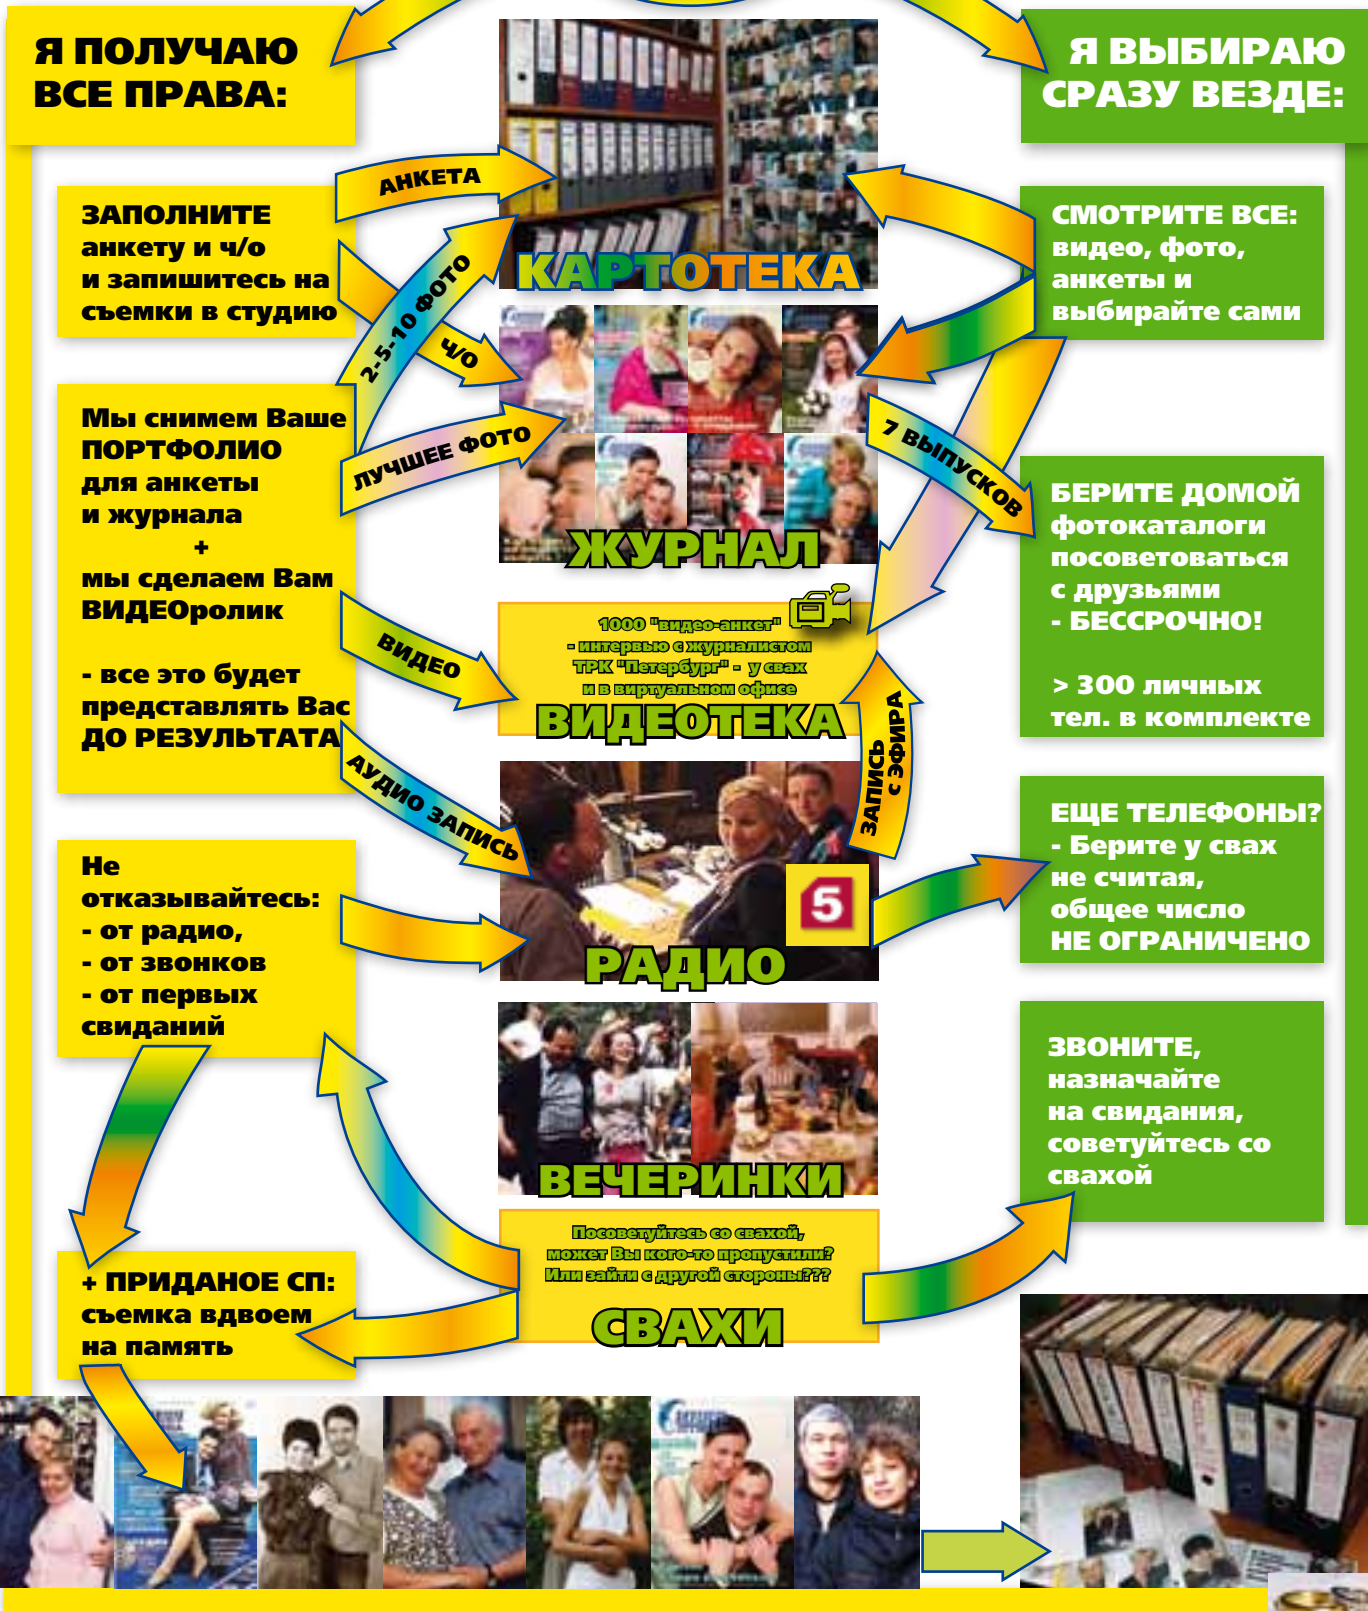 Я ПОЛУЧАЮ
ВСЕ ПРАВА:
ЗАПОЛНИТЕ
анкету и ч/о
и запишитесь на
съемки в студию
Мы снимем Ваше
ПОРТФОЛИО
для анкеты
и журнала
+
мы сделаем Вам
ВИДЕОролик
- все это будет
представлять Вас
ДО РЕЗУЛЬТАТА
Не
отказывайтесь:
- от радио,
- от звонков
- от первых
свиданий
+ ПРИДАНОЕ СП:
съемка вдвоем
на память
АНКЕТА
2-5-10 ФОТО
Ч/О
ЛУЧШЕЕ ФОТО
ВИДЕО
АУДИО ЗАПИСЬ
КАРТОТЕКА
ЖУРНАЛ
1000 "видео-анкет"
- интервью с журналистом
ТРК "Петербург" - у свах
и в виртуальном офисе
ВИДЕОТЕКА
5
РАДИО
ВЕЧЕРИНКИ
Посоветуйтесь со свахой,
может Вы кого-то пропустили?
Или зайти с другой стороны???
СВАХИ
7 ВЫПУСКОВ
ЗАПИСЬ
с ЭФИРА
Я ВЫБИРАЮ
СРАЗУ ВЕЗДЕ:
СМОТРИТЕ ВСЕ:
видео, фото,
анкеты и
выбирайте сами
БЕРИТЕ ДОМОЙ
фотокаталоги
посоветоваться
с друзьями
- БЕССРОЧНО!
> 300 личных
тел. в комплекте
ЕЩЕ ТЕЛЕФОНЫ?
- Берите у свах
не считая,
общее число
НЕ ОГРАНИЧЕНО
ЗВОНИТЕ,
назначайте
на свидания,
советуйтесь со
свахой